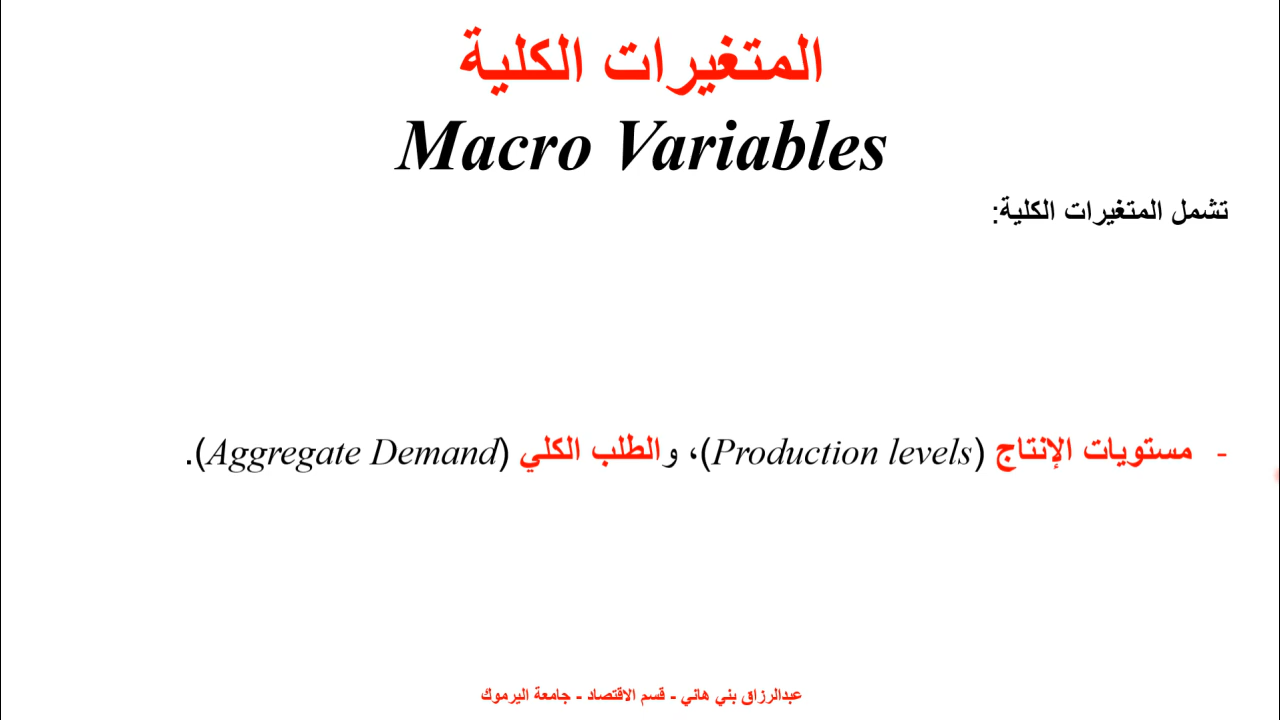 المتغيرات الكلية
Macro Variables
تشمل المتغيرات الكلية:
- مستويات الإنتاج (Production levels)، والطلب الكلي (Aggregate Demand).
عبدالرزاق بني هاني - قسم الاقتصاد - جامعة اليرموك